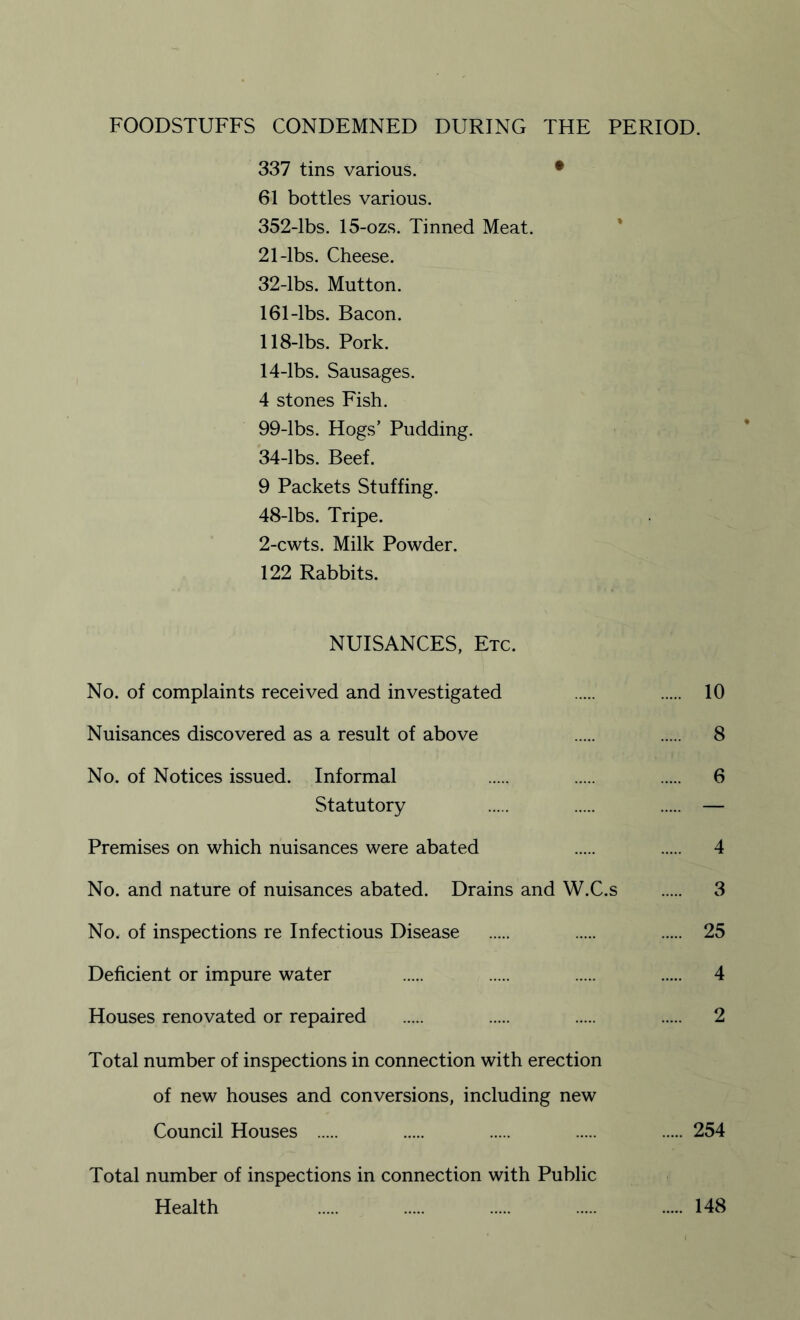 FOODSTUFFS CONDEMNED DURING THE PERIOD.
337 tins various.
61 bottles various.
352-lbs. 15-ozs. Tinned Meat.
21-lbs. Cheese.
32-lbs. Mutton.
161-lbs. Bacon.
118-lbs. Pork.
14-lbs. Sausages.
4 stones Fish.
99-lbs. Hogs' Pudding.
34-lbs. Beef.
9 Packets Stuffing.
48-lbs. Tripe.
2-cwts. Milk Powder.
122 Rabbits.
NUISANCES, Etc.
No. of complaints received and investigated ..... ..... 10
Nuisances discovered as a result of above ..... ..... 8
No. of Notices issued. Informal ..... ..... ..... 6
Statutory ..... ..... ..... —
Premises on which nuisances were abated ..... ..... 4
No. and nature of nuisances abated. Drains and W.C.s ..... 3
No. of inspections re Infectious Disease ..... ..... ..... 25
Deficient or impure water ..... ..... ..... ..... 4
Houses renovated or repaired ..... ..... ..... ..... 2
Total number of inspections in connection with erection
of new houses and conversions, including new
Council Houses ..... ..... ..... ..... ..... 254
Total number of inspections in connection with Public
Health ..... ..... ..... ..... ..... 148